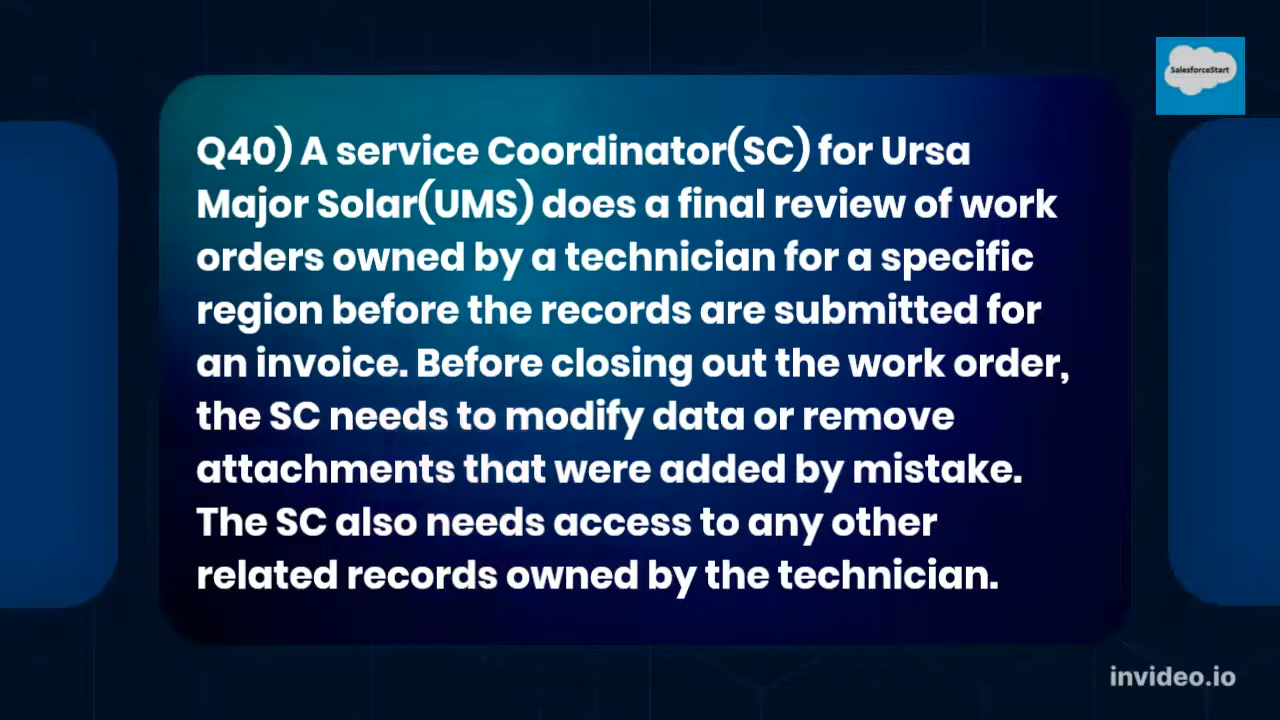 SalesforceStart
Q40) A service Coordinator(SC) for Ursa
Major Solar(UMS) does a final review of work
orders owned by a technician for a specific
region before the records are submitted for
an invoice. Before closing out the work order,
the SC needs to modify data or remove
attachments that were added by mistake.
The SC also needs access to any other
related records owned by the technician.
invideo.io